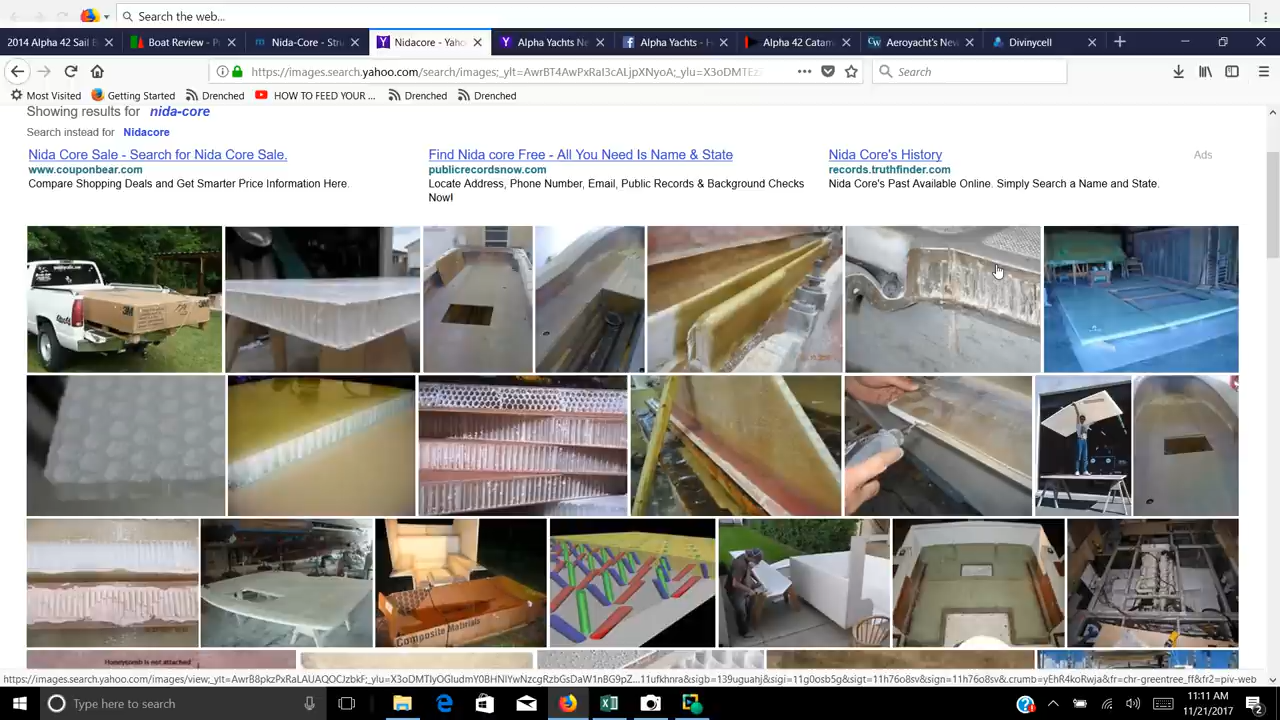 Search the web...
2014 Alpha 42 Sail B
Boat Review - P
Nida-Core - Stru
Nidacore - Yaho
Alpha Yachts Ne
Alpha Yachts - H
Alpha 42 Catam
Aeroyacht's New
Divinycell
https://images.search.yahoo.com/search/images;_ylt=AwrBT4AwPxRaI3cALjpXNyoA;_ylu=X3oDMTE
Search
Most Visited
Getting Started
Drenched
HOW TO FEED YOUR ...
Drenched
Drenched
Showing results for nida-core
Search instead for Nidacore
Nida Core Sale - Search for Nida Core Sale.
www.couponbear.com
Compare Shopping Deals and Get Smarter Price Information Here.
Find Nida core Free - All You Need Is Name & State
publicrecordsnow.com
Locate Address, Phone Number, Email, Public Records & Background Checks
Now!
Nida Core's History
records.truthfinder.com
Nida Core's Past Available Online. Simply Search a Name and State.
Ads
3M
Composite Materials
Honeycomb is not attached
Type here to search
11:11 AM
11/21/2017
2